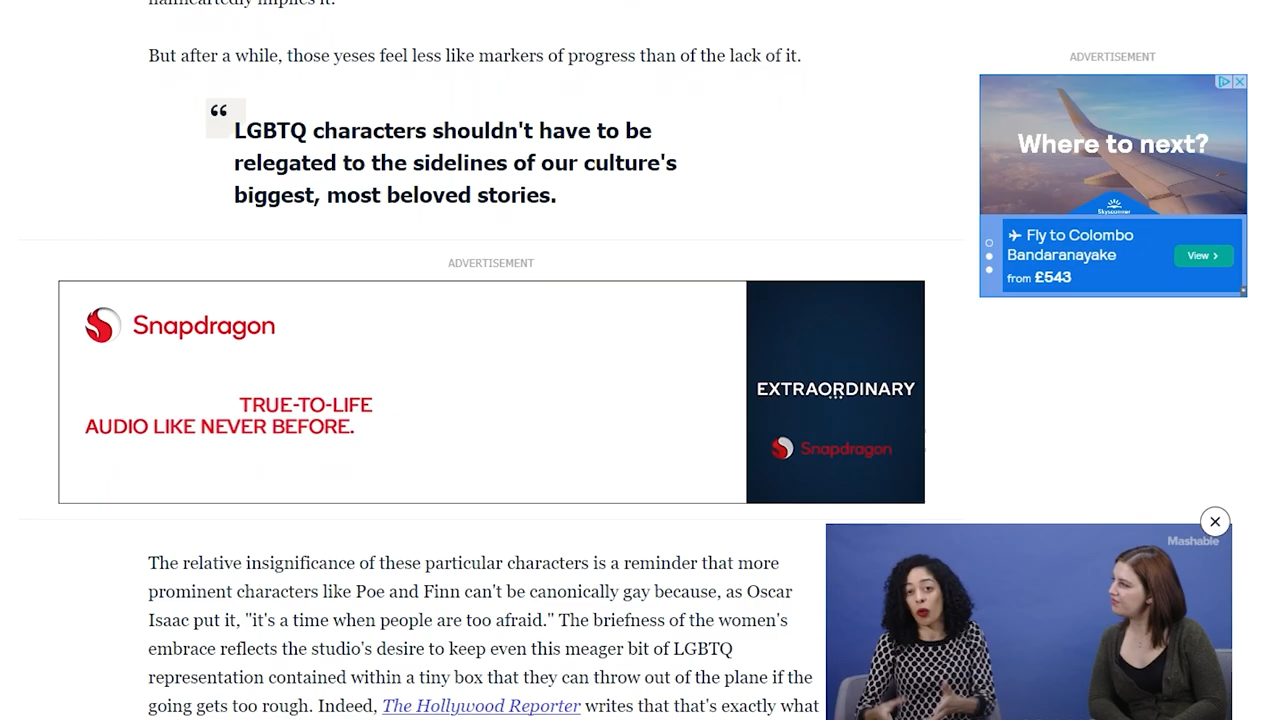 But after a while, those yeses feel less like markers of progress than of the lack of it.
“
LGBTQ characters shouldn't have to be
relegated to the sidelines of our culture's
biggest, most beloved stories.
ADVERTISEMENT
Snapdragon
TRUE-TO-LIFE
AUDIO LIKE NEVER BEFORE.
EXTRAORDINARY
Snapdragon
The relative insignificance of these particular characters is a reminder that more
prominent characters like Poe and Finn can't be canonically gay because, as Oscar
Isaac put it, "it's a time when people are too afraid." The briefness of the women's
embrace reflects the studio's desire to keep even this meager bit of LGBTQ
representation contained within a tiny box that they can throw out of the plane if the
going gets too rough. Indeed, The Hollywood Reporter writes that that's exactly what
ADVERTISEMENT
Where to next?
Skyscanner
Fly to Colombo
Bandaranayake
from £543
View >
Mashable